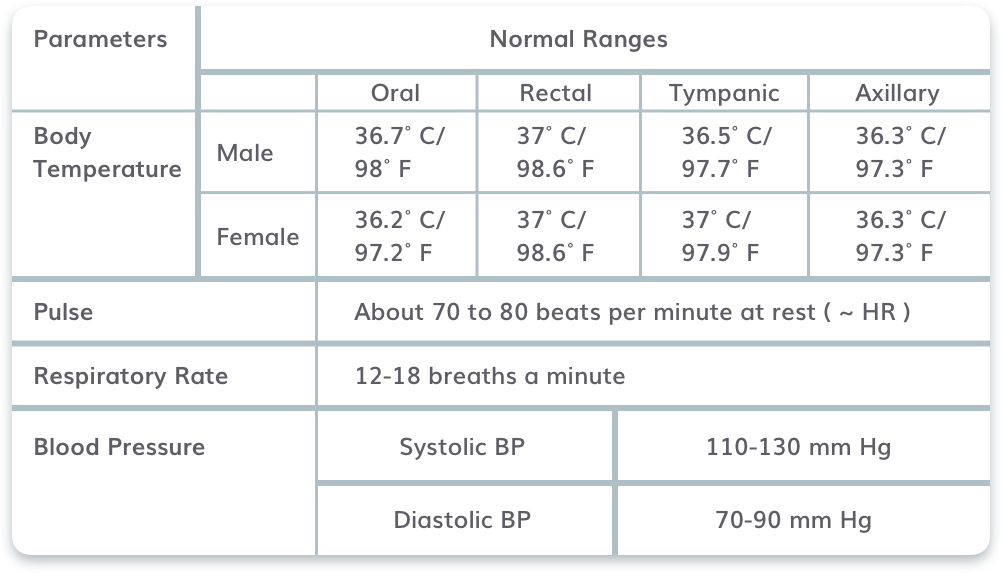 Parameters
Normal Ranges
Oral Rectal Tympanic Axillary
Body
Temperature
Male
36.7° C/ 37° C/ 36.5° C/ 36.3° C/
98° F 98.6° F 97.7° F 97.3° F
Female
36.2° C/ 37° C/ 37° C/ 36.3° C/
97.2° F 98.6° F 97.9° F 97.3° F
Pulse About 70 to 80 beats per minute at rest ( ~ HR )
Respiratory Rate 12-18 breaths a minute
Blood Pressure Systolic BP 110-130 mm Hg
Diastolic BP 70-90 mm Hg